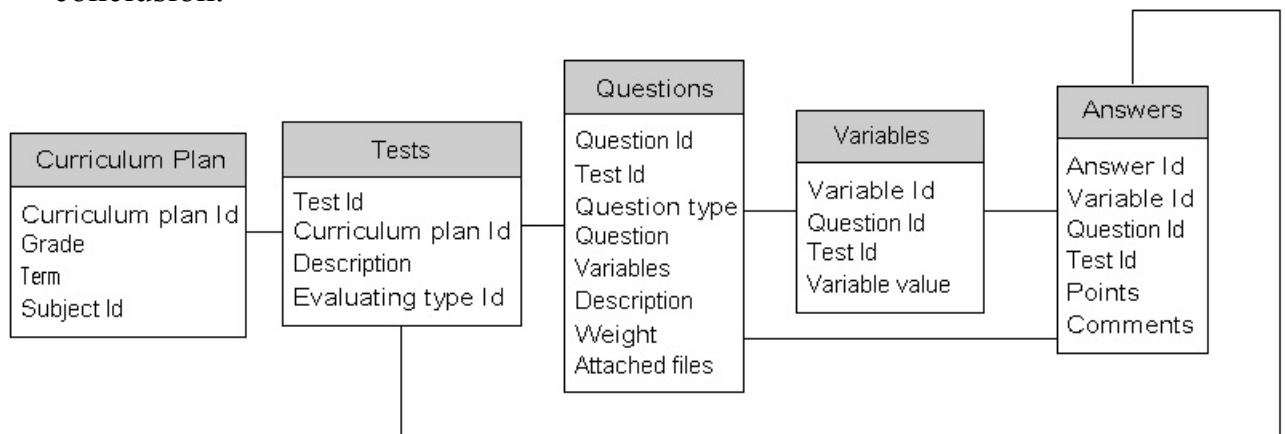 conclusion.
Curriculum Plan
Curriculum plan Id
Grade
Term
Subject Id
Tests
Test Id
Curriculum plan Id
Description
Evaluating type Id
Questions
Question Id
Test Id
Question type
Question
Variables
Description
Weight
Attached files
Variables
Variable Id
Question Id
Test Id
Variable value
Answers
Answer Id
Variable Id
Question Id
Test Id
Points
Comments